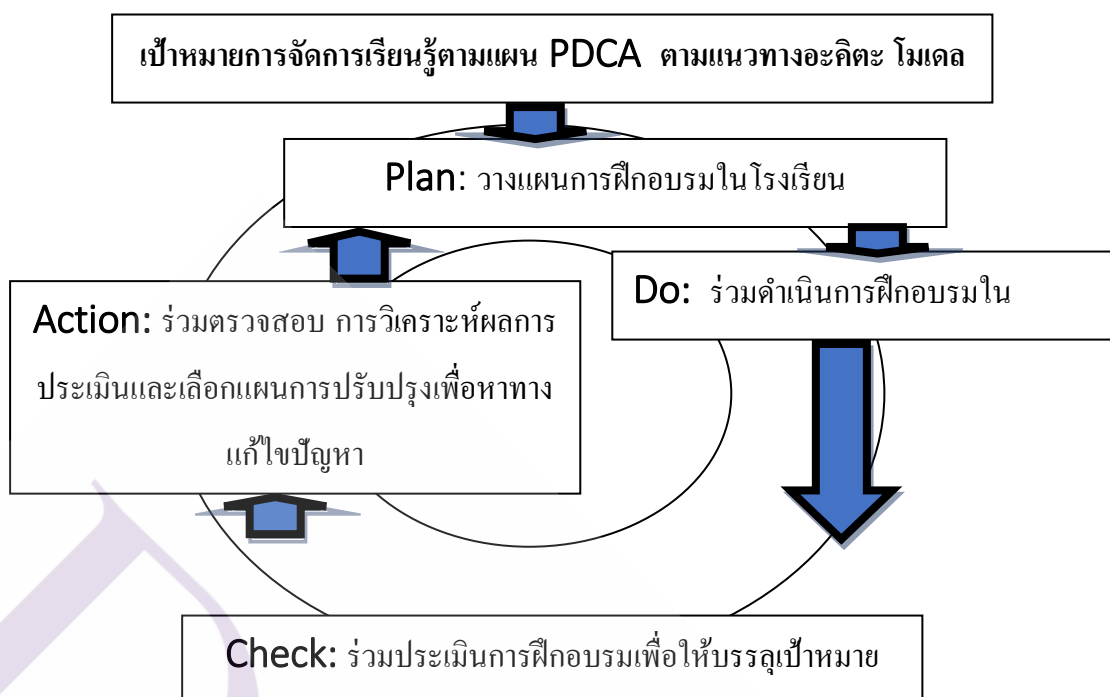 เป้าหมายการจัดการเรียนรู้ตามแผน PDCA ตามแนวทางอะคิตะ โมเดล
Plan: วางแผนการฝึกอบรมในโรงเรียน
Do: ร่วมดำเนินการฝึกอบรมใน
Action: ร่วมตรวจสอบ การวิเคราะห์ผลการ
ประเมินและเลือกแผนการปรับปรุงเพื่อหาทาง
แก้ไขปัญหา
Check: ร่วมประเมินการฝึกอบรมเพื่อให้บรรลุเป้าหมาย